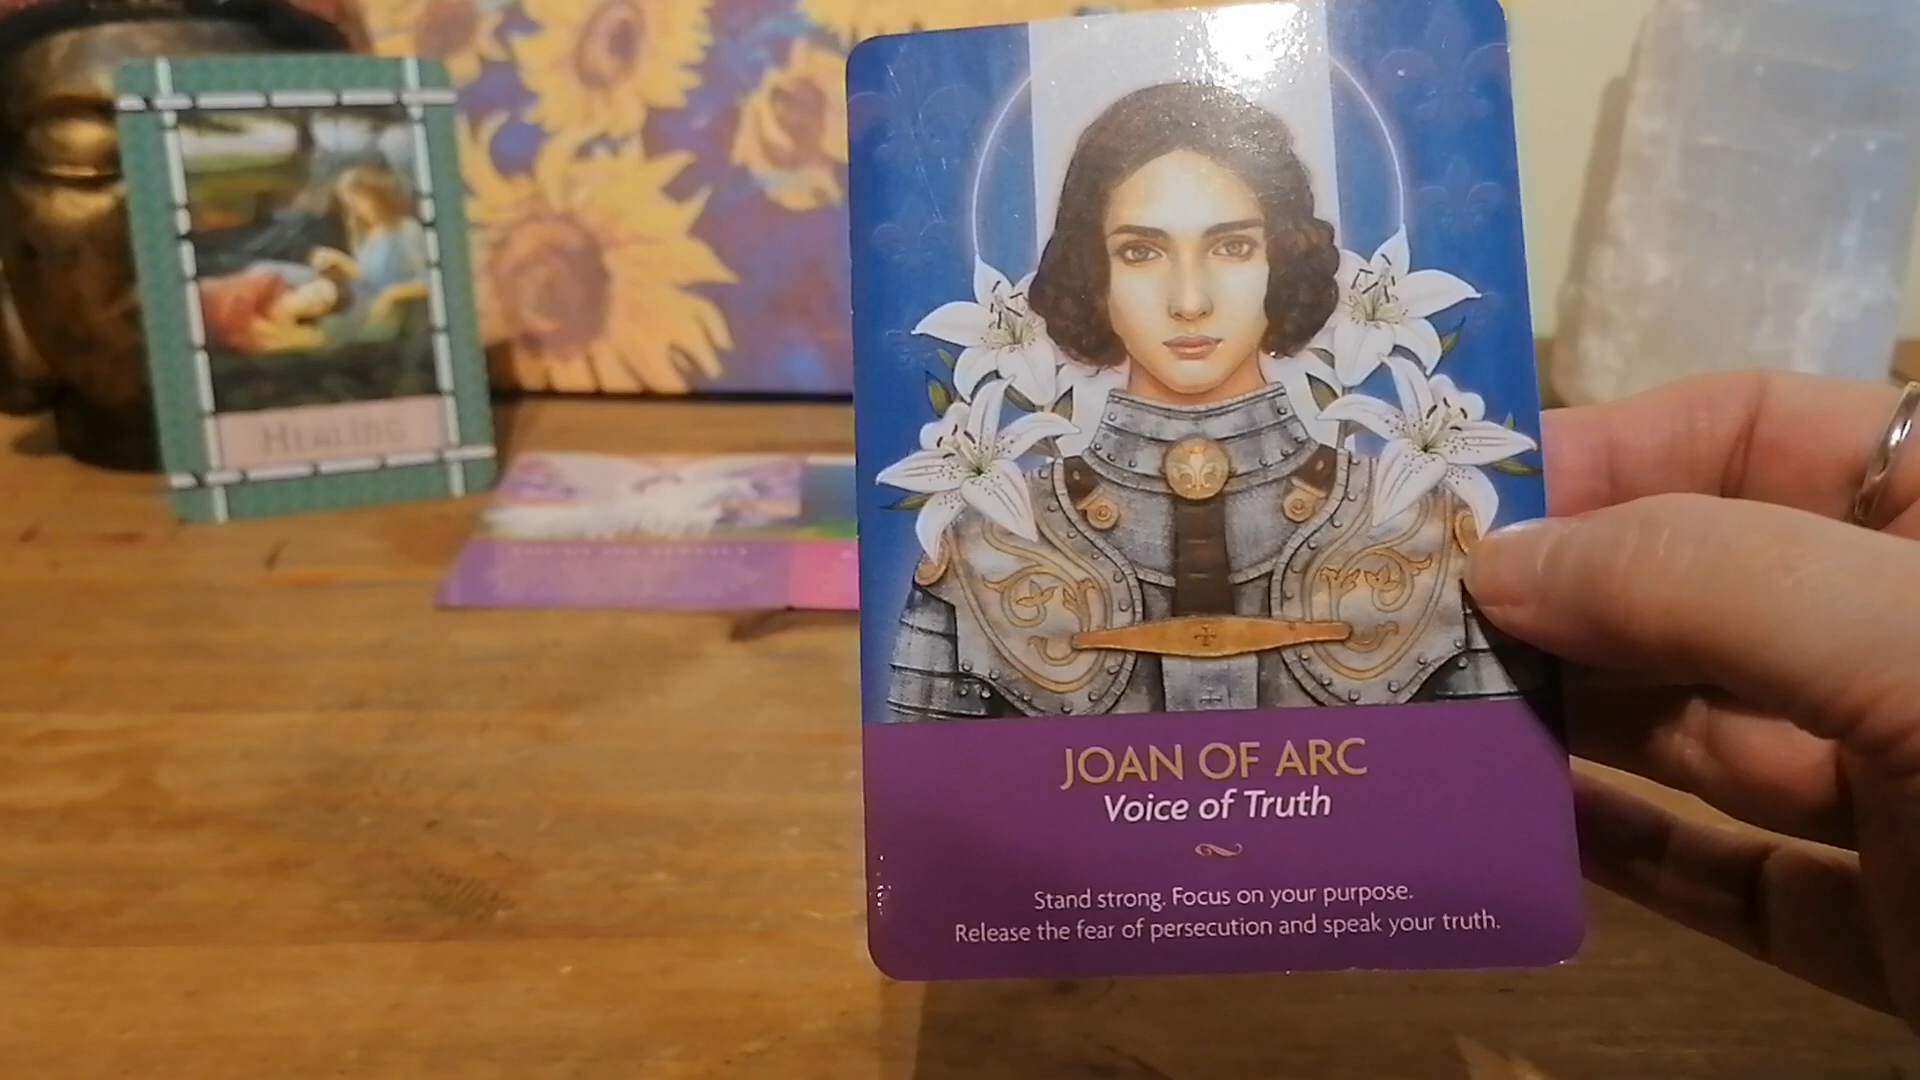 HEALING
JOAN OF ARC
Voice of Truth
Stand strong. Focus on your purpose.
Release the fear of persecution and speak your truth.